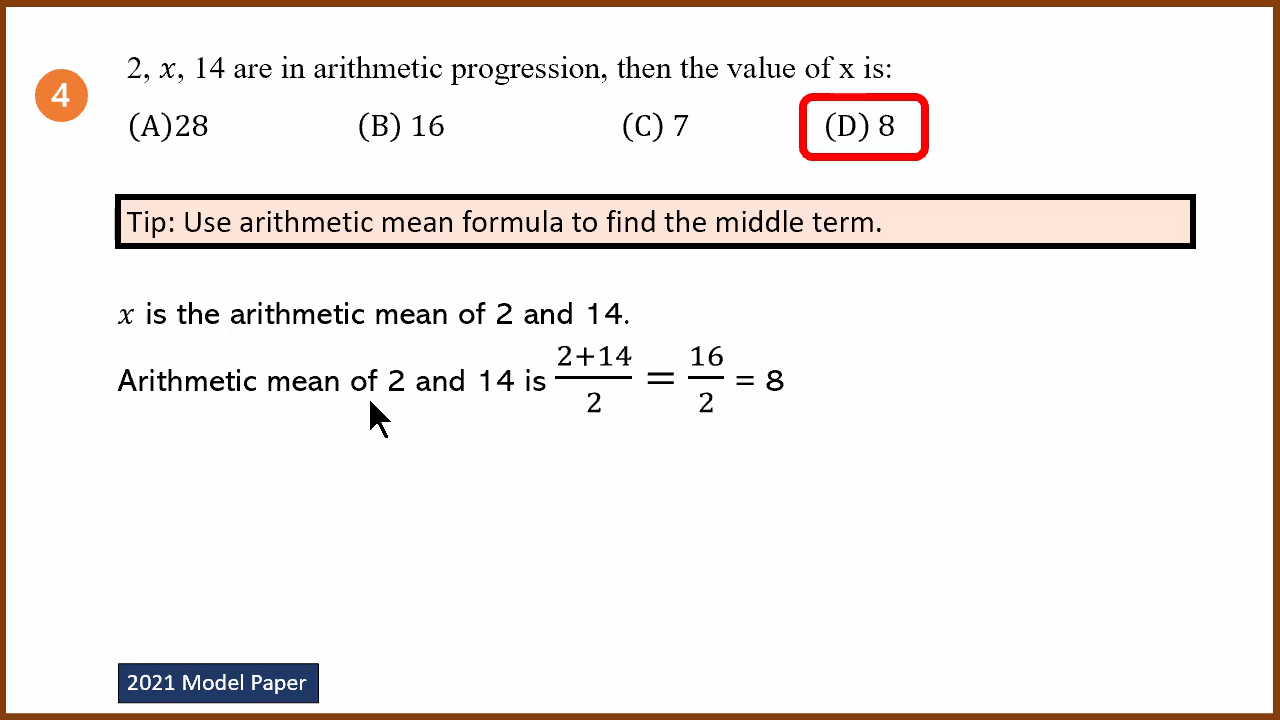 4
2, x, 14 are in arithmetic progression, then the value of x is:
(A)28 (B) 16 (C) 7 (D) 8
Tip: Use arithmetic mean formula to find the middle term.
x is the arithmetic mean of 2 and 14.
Arithmetic mean of 2 and 14 is 2+14/2 = 16/2 = 8
2021 Model Paper